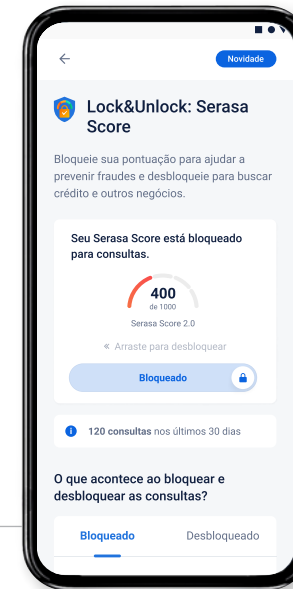 Novidade
Lock&Unlock: Serasa
Score
Bloqueie sua pontuação para ajudar a
prevenir fraudes e desbloqueie para buscar
crédito e outros negócios.
Seu Serasa Score está bloqueado
para consultas.
400
de 1000
Serasa Score 2.0
« Arraste para desbloquear
Bloqueado
120 consultas nos últimos 30 dias
O que acontece ao bloquear e
desbloquear as consultas?
Bloqueado Desbloqueado